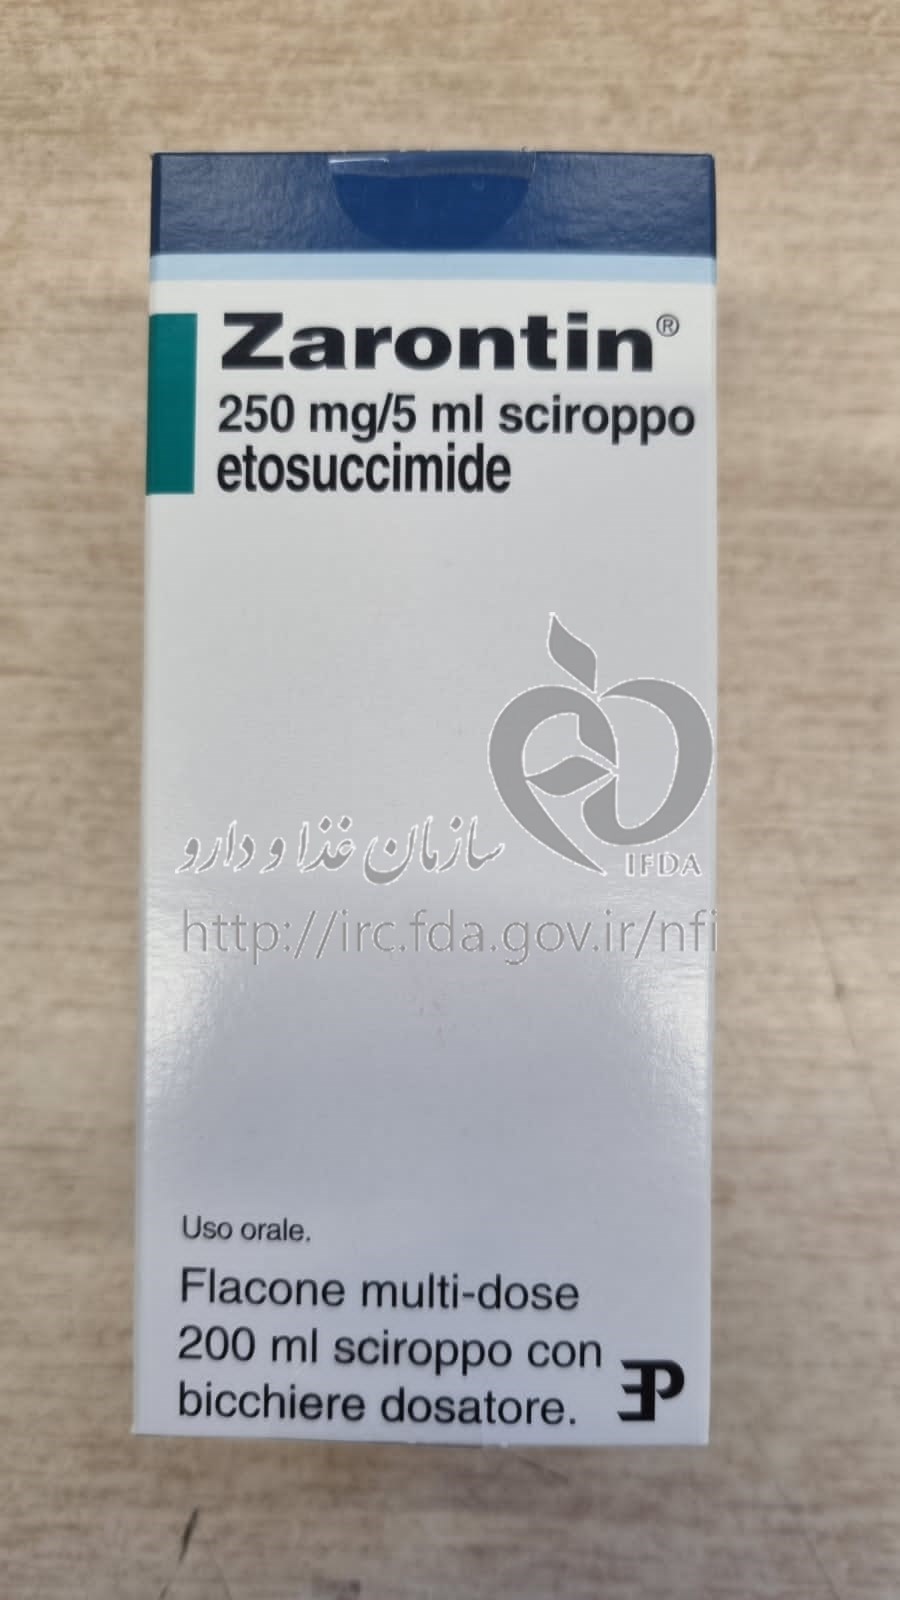 Zarontin®
250 mg/5 ml sciroppo
etosuccimide
سازمان غذا و دارو
IFDA
http://irc.fda.gov.ir/nfi
Uso orale.
Flacone multi-dose
200 ml sciroppo con
bicchiere dosatore.